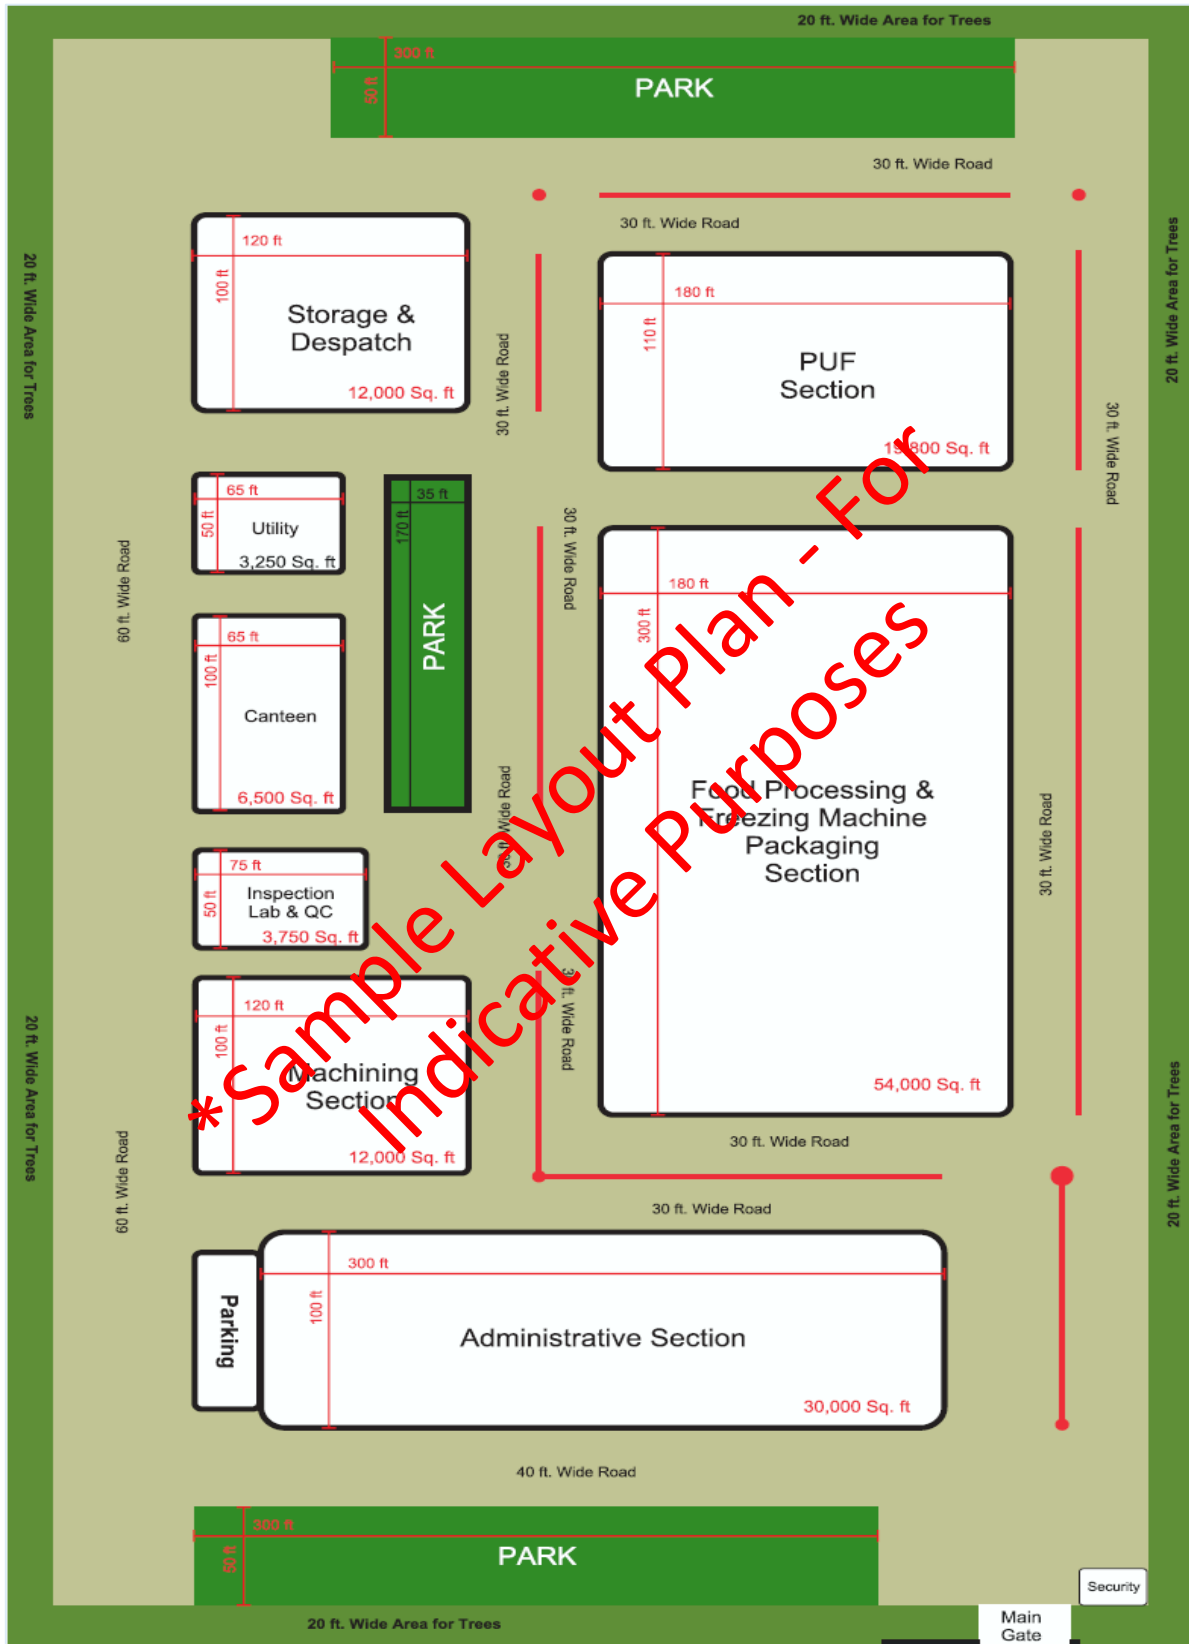 20 ft. Wide Area for Trees
300 ft
50 ft
PARK
30 ft. Wide Road
30 ft. Wide Road
120 ft
100 ft
Storage &
Despatch
12,000 Sq. ft
30 ft. Wide Road
180 ft
110 ft
PUF
Section
19,800 Sq. ft
20 ft. Wide Area for Trees
20 ft. Wide Area for Trees
30 ft. Wide Road
65 ft
50 ft
Utility
3,250 Sq. ft
35 ft
170 ft
PARK
30 ft. Wide Road
60 ft. Wide Road
65 ft
100 ft
Canteen
6,500 Sq. ft
30 ft. Wide Road
180 ft
300 ft
Food Processing &
Freezing Machine
Packaging
Section
54,000 Sq. ft
30 ft. Wide Road
75 ft
50 ft
Inspection
Lab & QC
3,750 Sq. ft
30 ft. Wide Road
120 ft
100 ft
Machining
Section
12,000 Sq. ft
*Sample Layout Plan - For
Indicative Purposes
20 ft. Wide Area for Trees
20 ft. Wide Area for Trees
60 ft. Wide Road
30 ft. Wide Road
30 ft. Wide Road
300 ft
100 ft
Parking
Administrative Section
30,000 Sq. ft
40 ft. Wide Road
300 ft
50 ft
PARK
Security
20 ft. Wide Area for Trees
Main
Gate